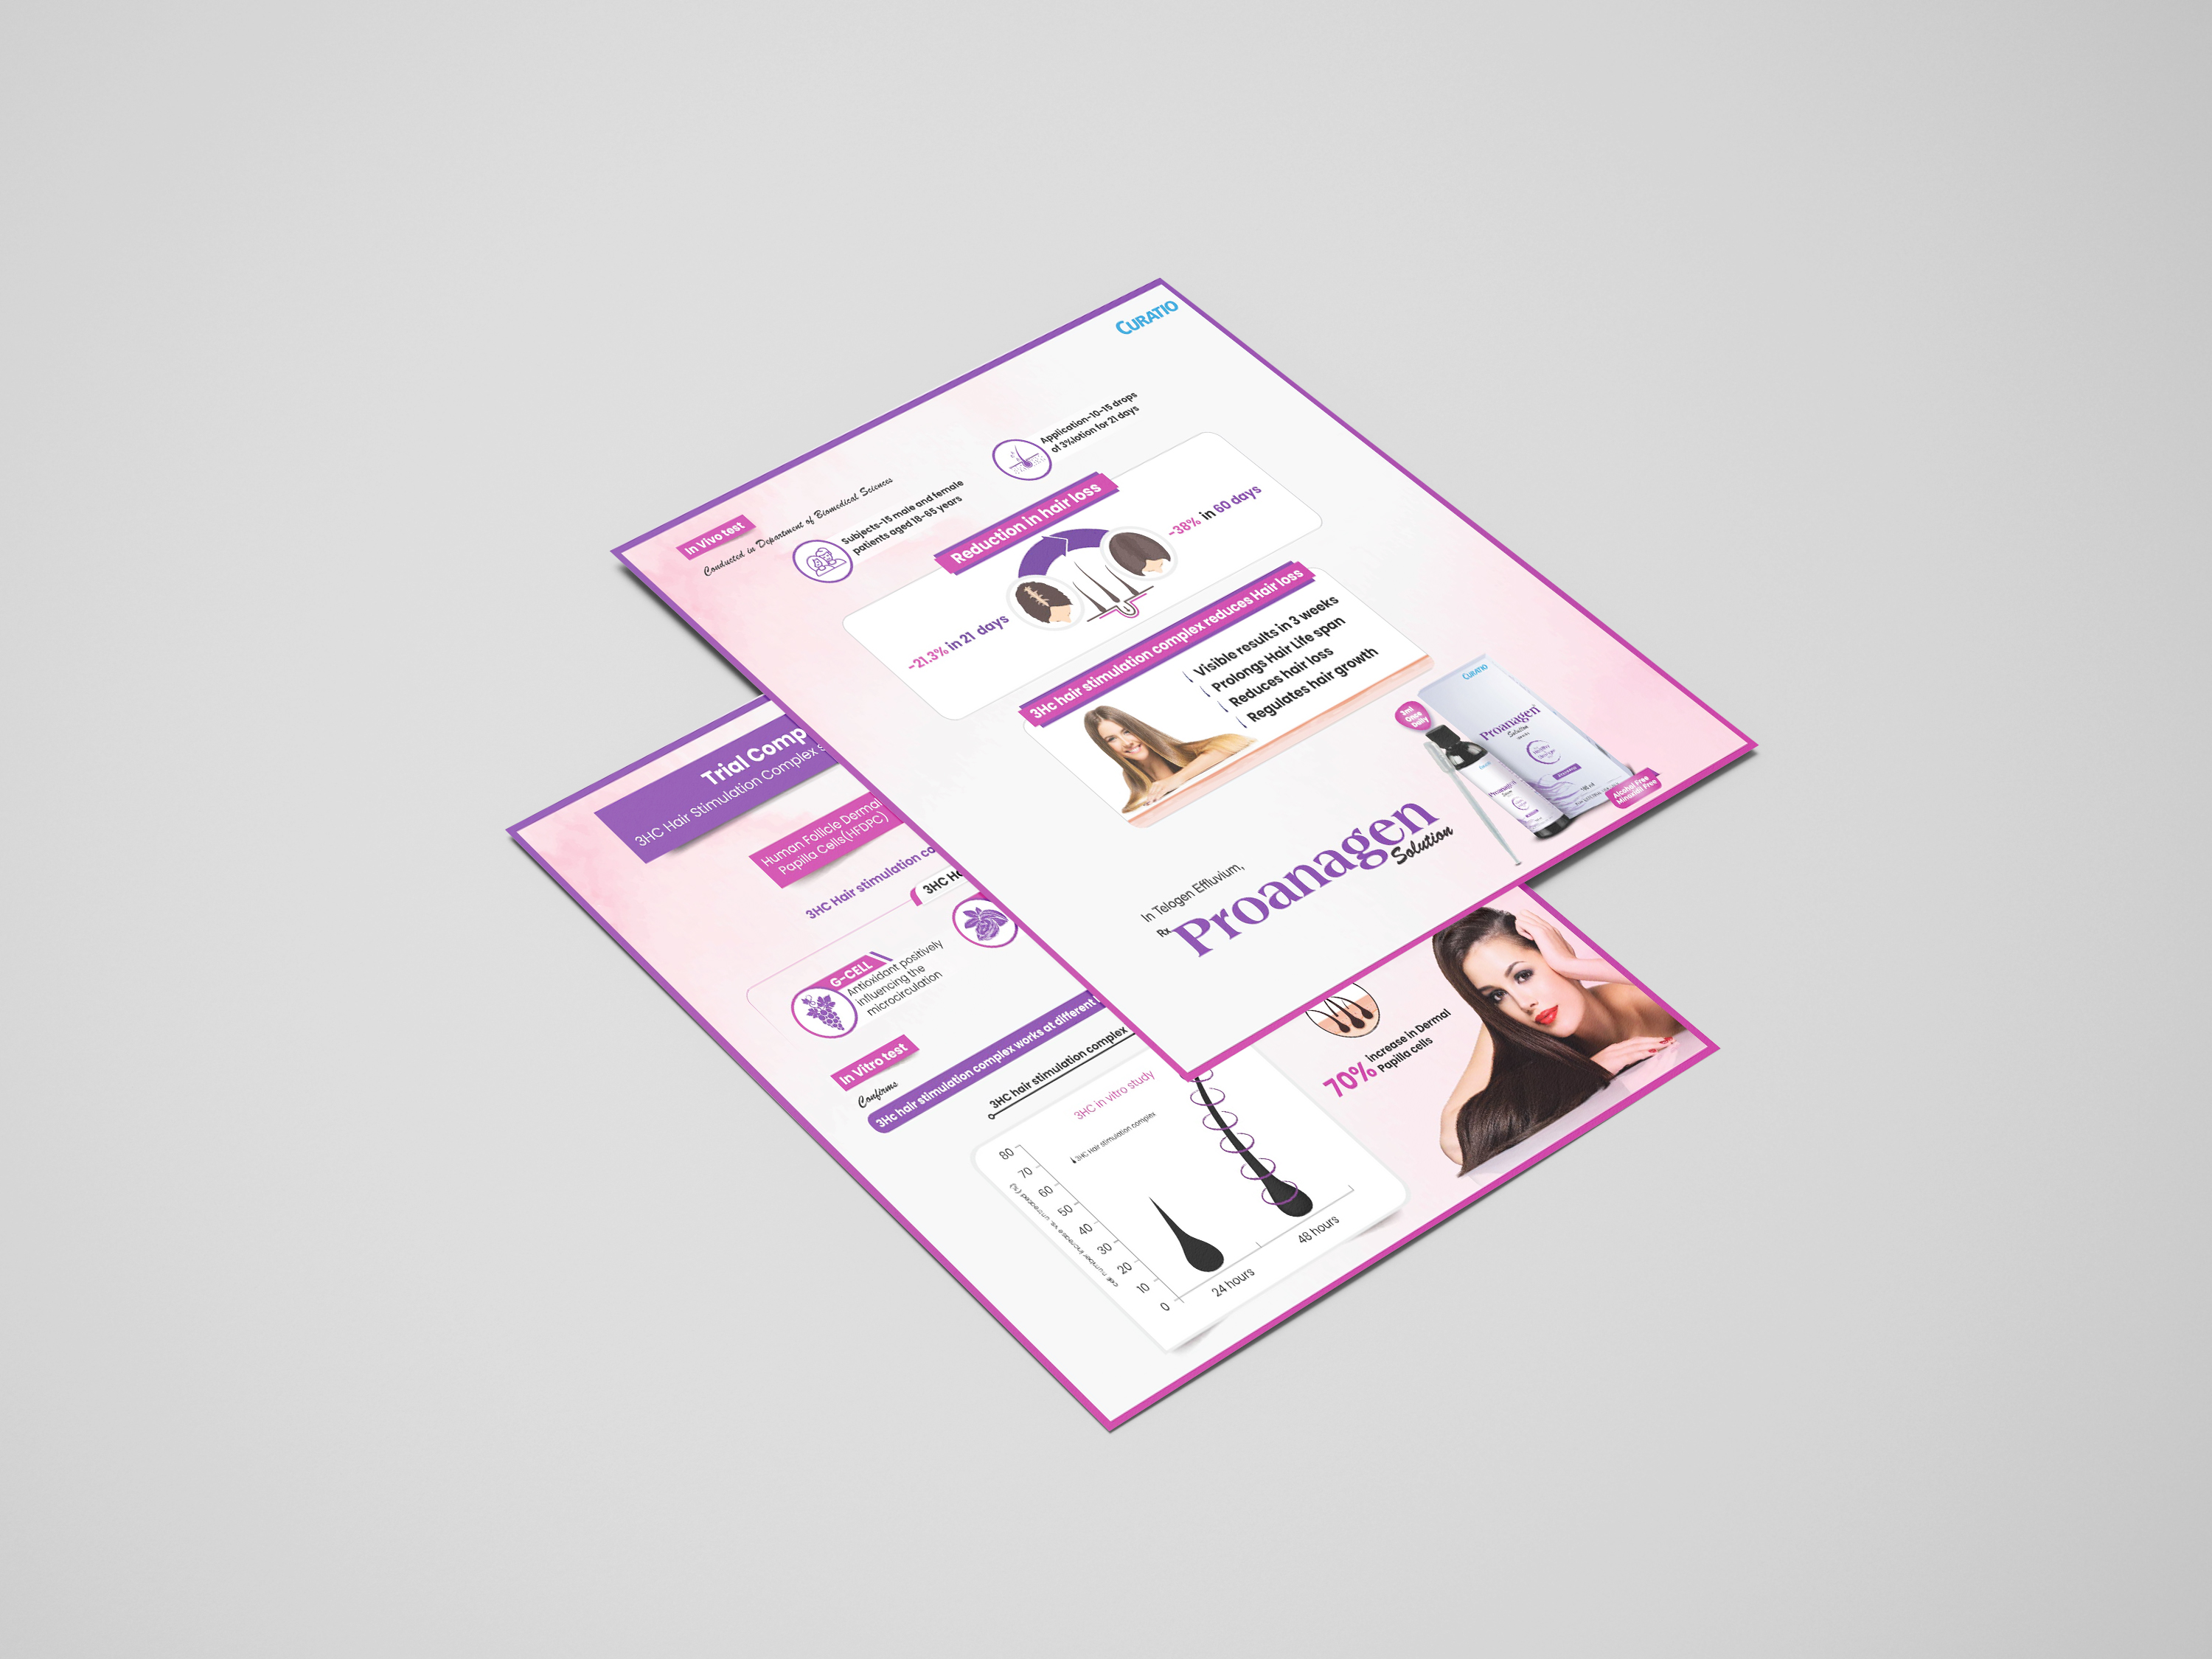 CURATIO
In Vivo test
Conducted in Department of Biomedical Sciences
Subjects-15 male and female
patients aged 18-65 years
Application-10-15 drops
of 3%lotion for 21 days
Reduction in hair loss
-21.3% in 21 days
-38% in 60 days
3Hc hair stimulation complex reduces Hair loss
Visible results in 3 weeks
Prolongs Hair Life span
Reduces hair loss
Regulates hair growth
3ml
Once
Daily
CURATIO
Proanagen
Solution
Alcohol Free
Minoxidil Free
In Telogen Effluvium,
Rx
Proanagen
Solution
Trial Comp
3HC Hair Stimulation Complex s
Human Follicle Dermal
Papilla Cells(HFDPC)
3HC Hair stimulation co
3HC Ho
G-CELL
Antioxidant positively
influencing the
microcirculation
In Vitro test
Confirms
3Hc hair stimulation complex works at different l
3HC hair stimulation complex
3HC in vitro study
3HC Hair stimulation complex
Cell number increase vs. untreated (%)
80
70
60
50
40
30
20
10
0
24 hours
48 hours
70% increase in Dermal
Papilla cells